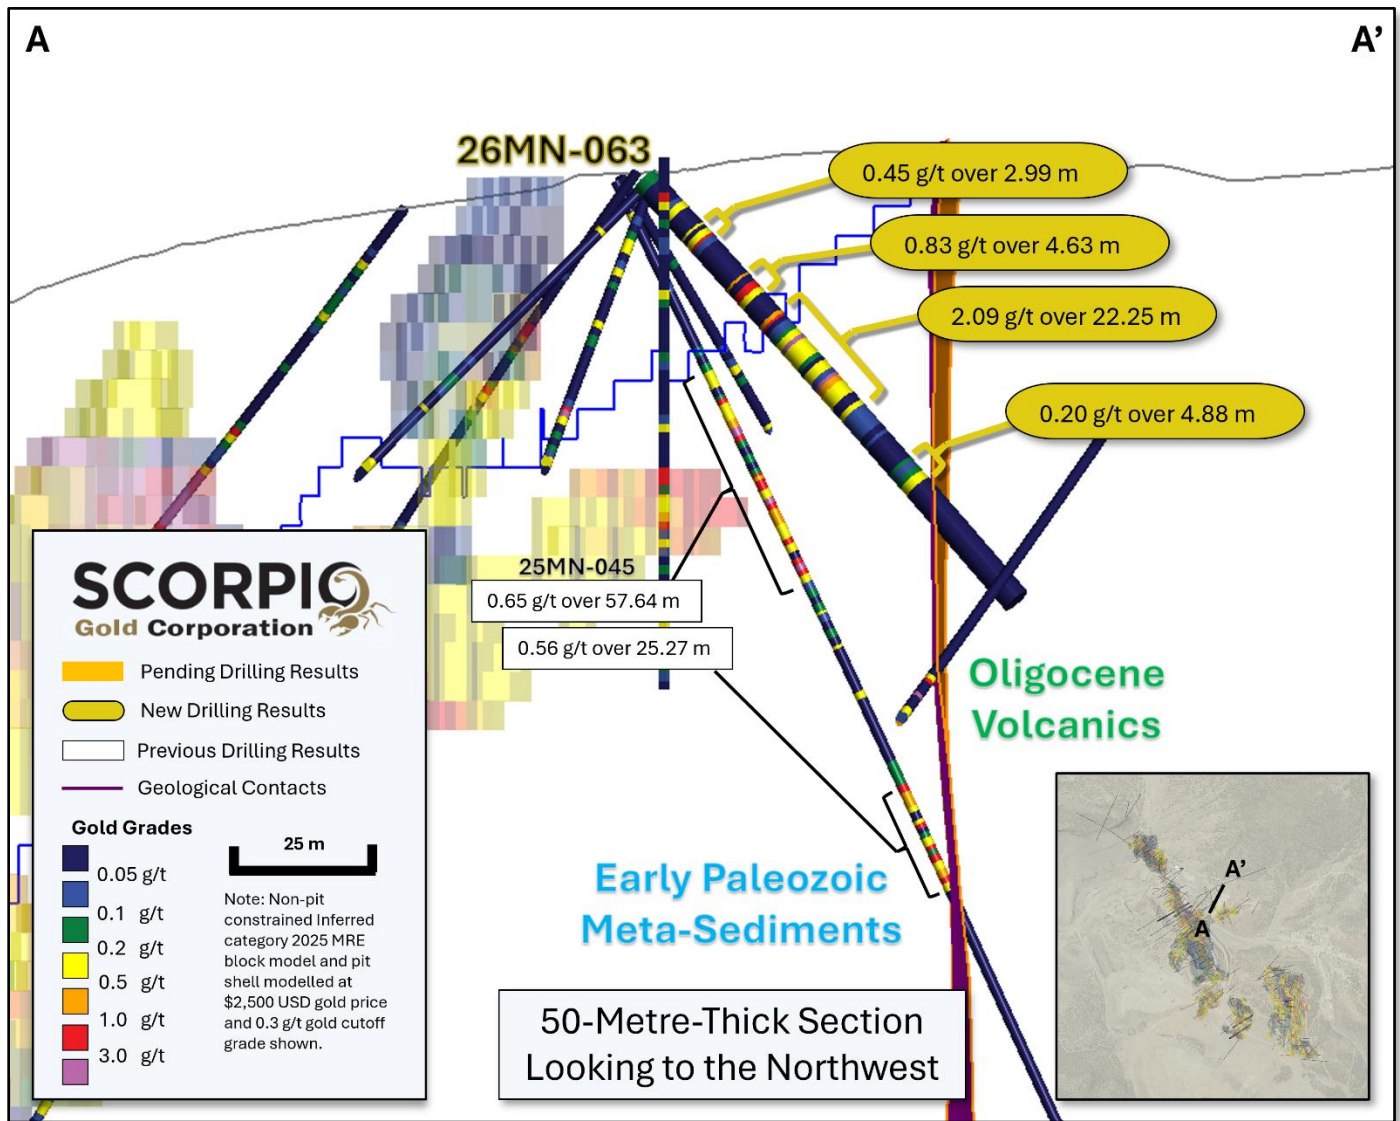 A
A’
26MN-063
0.45 g/t over 2.99 m
0.83 g/t over 4.63 m
2.09 g/t over 22.25 m
0.20 g/t over 4.88 m
25MN-045
0.65 g/t over 57.64 m
0.56 g/t over 25.27 m
Oligocene
Volcanics
Early Paleozoic
Meta-Sediments
50-Metre-Thick Section
Looking to the Northwest
SCORPIO
Gold Corporation
Pending Drilling Results
New Drilling Results
Previous Drilling Results
Geological Contacts
Gold Grades
0.05 g/t
0.1 g/t
0.2 g/t
0.5 g/t
1.0 g/t
3.0 g/t
25 m
Note: Non-pit
constrained Inferred
category 2025 MRE
block model and pit
shell modelled at
$2,500 USD gold price
and 0.3 g/t gold cutoff
grade shown.
A’
A